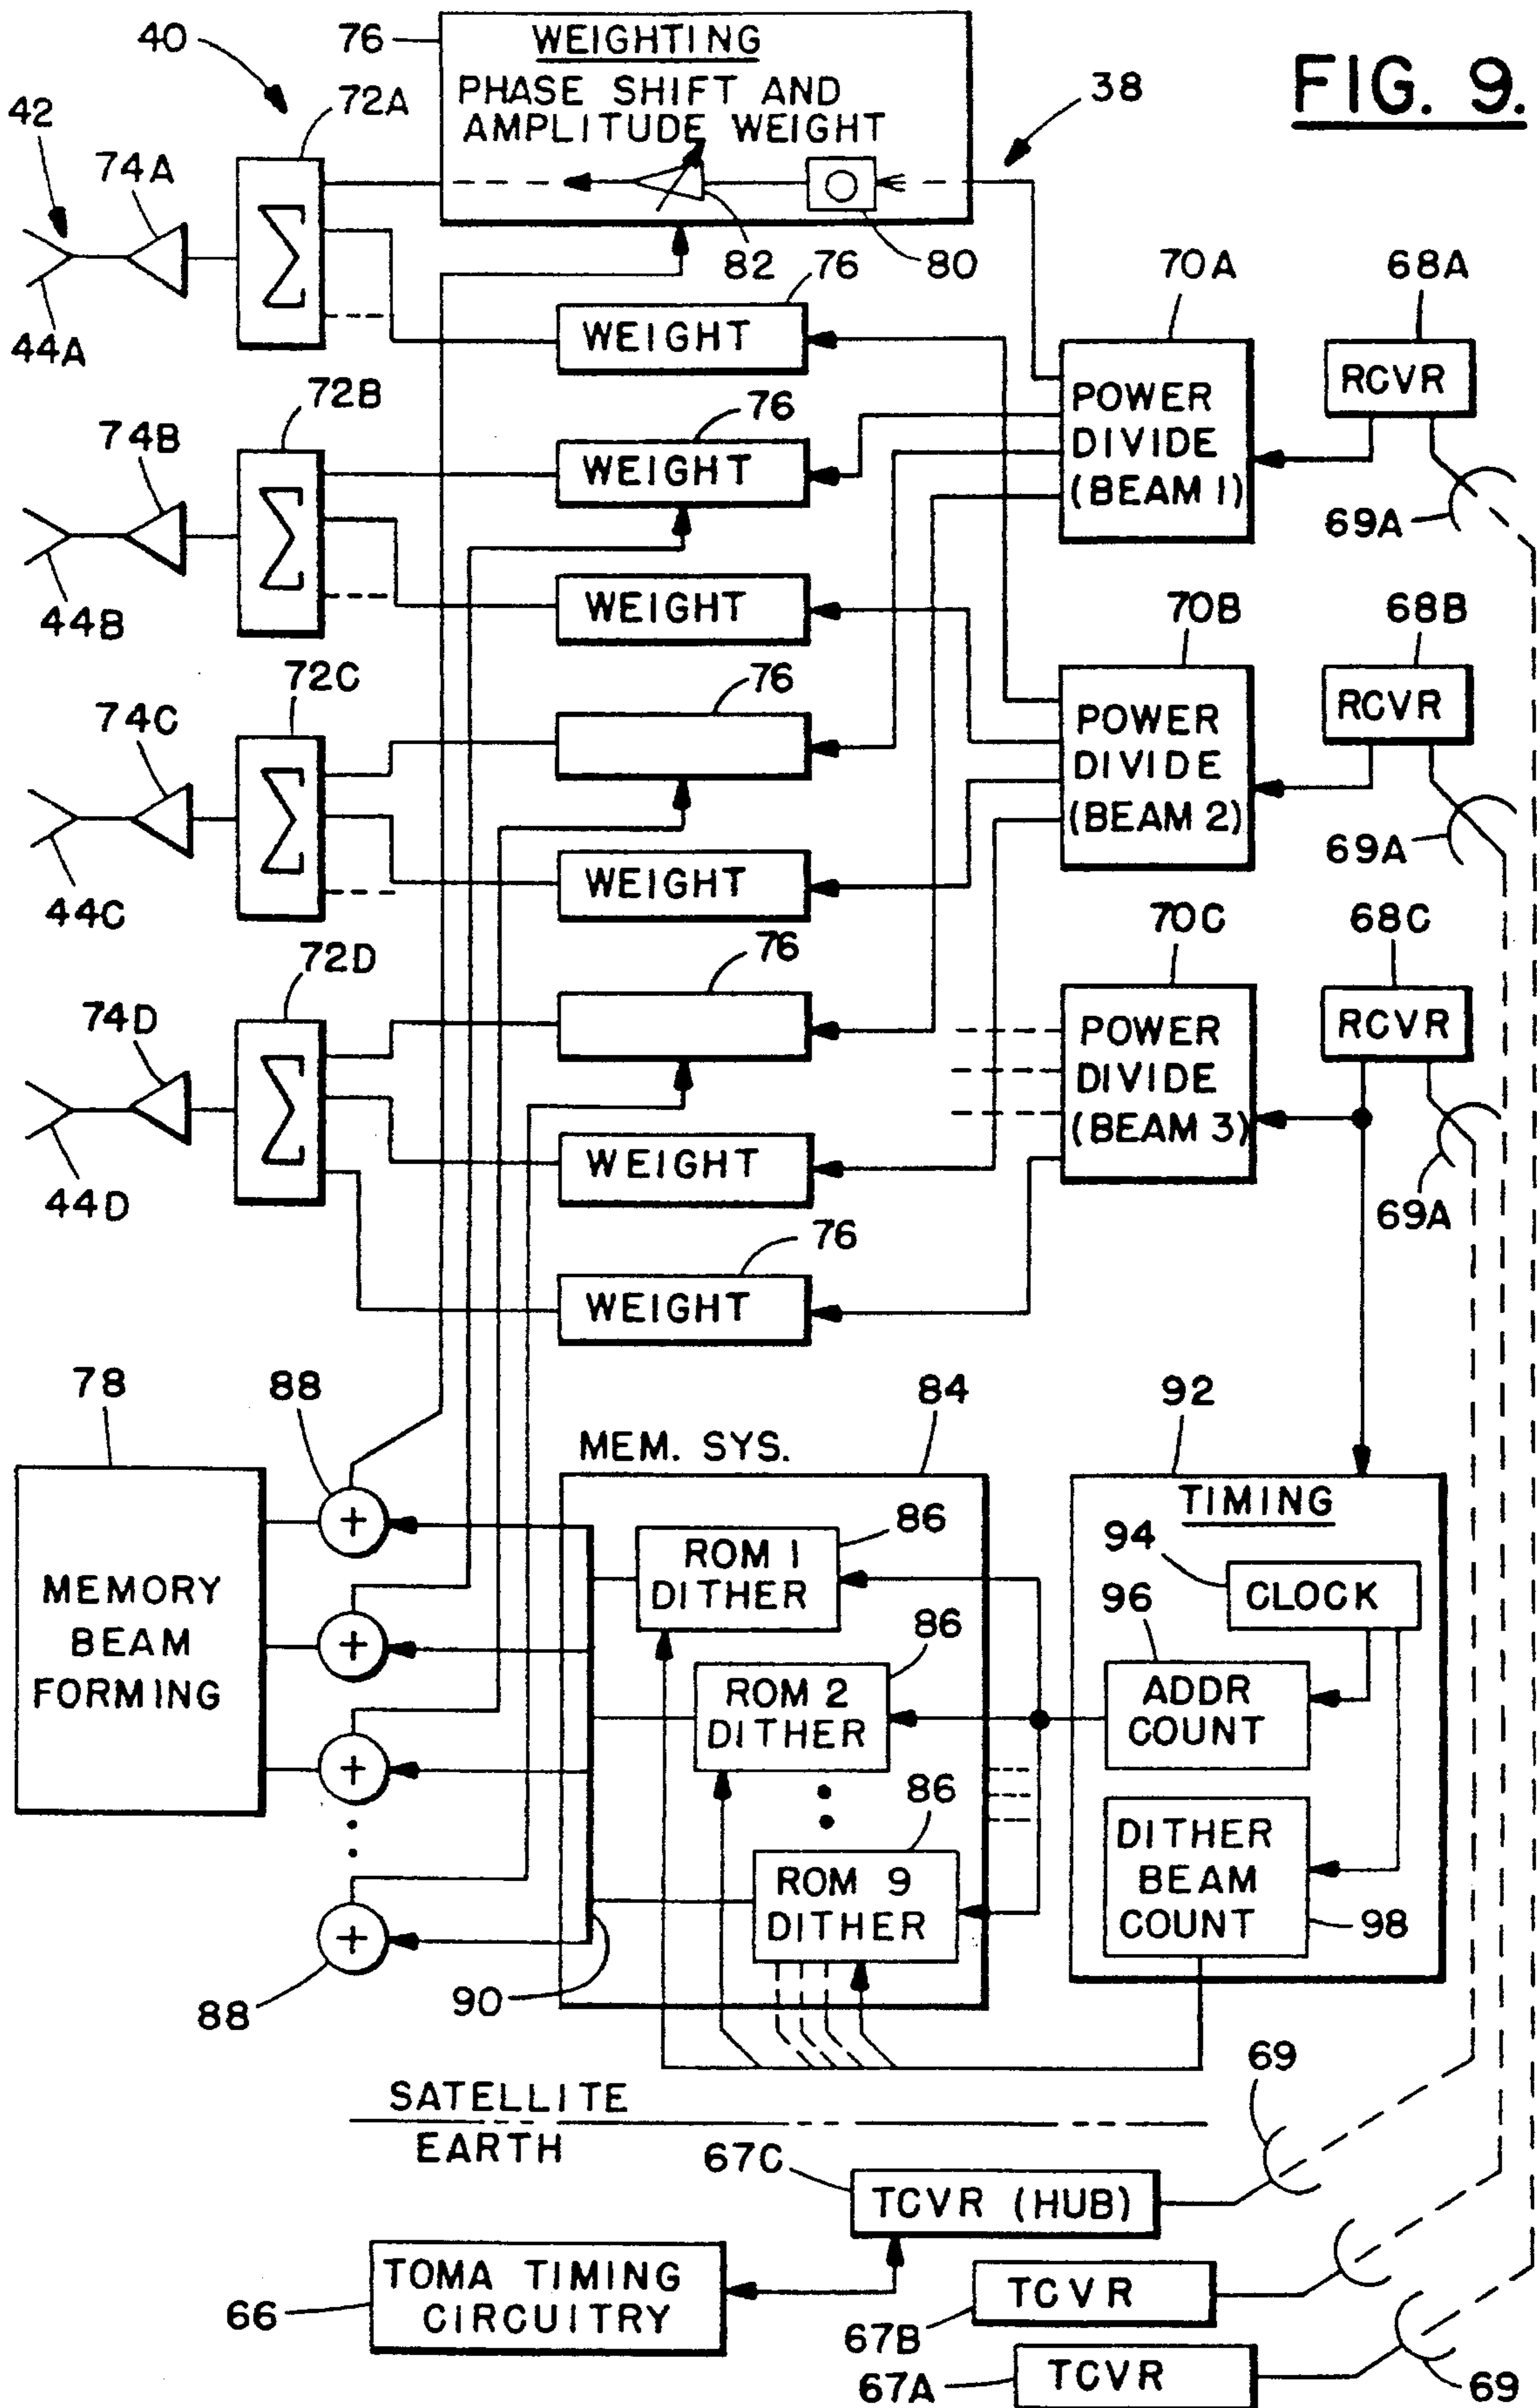 FIG. 9.
40
76
WEIGHTING
PHASE SHIFT AND
AMPLITUDE WEIGHT
38
42
72A
74A
44A
82
80
76
WEIGHT
70A
68A
POWER
DIVIDE
(BEAM 1)
RCVR
69A
72B
74B
44B
76
WEIGHT
WEIGHT
70B
68B
POWER
DIVIDE
(BEAM 2)
RCVR
69A
72C
74C
44C
76
WEIGHT
70C
68C
POWER
DIVIDE
(BEAM 3)
RCVR
69A
72D
74D
44D
76
WEIGHT
76
WEIGHT
Σ
Σ
Σ
Σ
78
MEMORY
BEAM
FORMING
88
+
+
+
+
88
84
MEM. SYS.
ROM 1
DITHER
86
ROM 2
DITHER
86
ROM 9
DITHER
86
90
92
TIMING
94
CLOCK
96
ADDR
COUNT
DITHER
BEAM
COUNT
98
SATELLITE
EARTH
69
67C
TCVR (HUB)
TOMA TIMING
CIRCUITRY
66
TCVR
67B
TCVR
67A
69